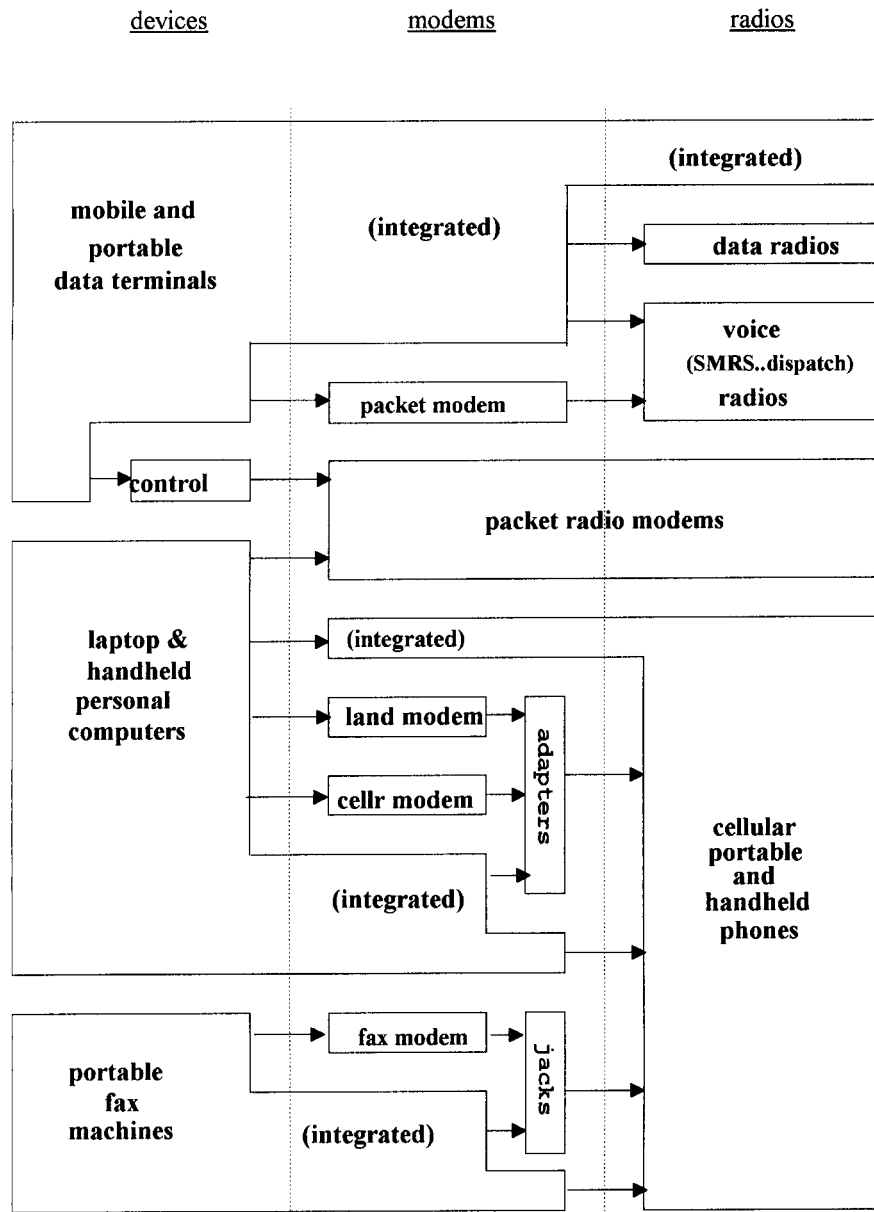 devices
modems
radios
(integrated)
mobile and
portable
data terminals
(integrated)
data radios
voice
(SMRS..dispatch)
radios
packet modem
control
packet radio modems
laptop &
handheld
personal
computers
(integrated)
land modem
cellr modem
adapters
(integrated)
cellular
portable
and
handheld
phones
portable
fax
machines
fax modem
jacks
(integrated)